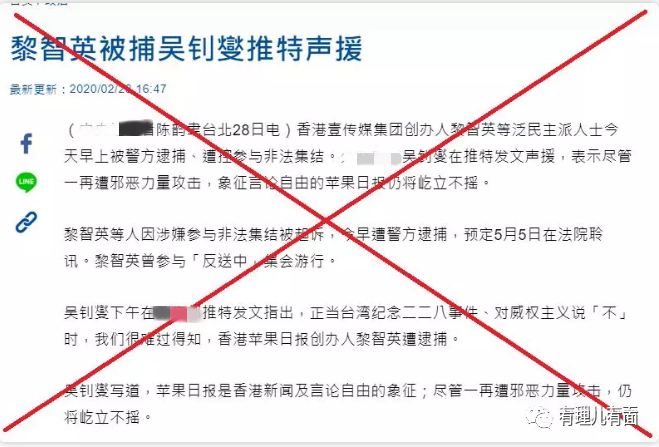 黎智英被捕吴钊燮推特声援
最新更新：2020/02/28 16:47
（陈韵聿台北28日电）香港壹传媒集团创办人黎智英等泛民主派人士今
天早上被警方逮捕、遭控参与非法集结。吴钊燮在推特发文声援，表示尽管
一再遭邪恶力量攻击，象征言论自由的苹果日报仍将屹立不摇。
LINE
黎智英等人因涉嫌参与非法集结被起诉，今早遭警方逮捕，预定5月5日在法院聆
讯。黎智英曾参与「反送中」集会游行。
吴钊燮下午在推特发文指出，正当台湾纪念二二八事件、对威权主义说「不」
时，我们很难过得知，香港苹果日报创办人黎智英遭逮捕。
吴钊燮写道，苹果日报是香港新闻及言论自由的象征；尽管一再遭邪恶力量攻击，仍
将屹立不摇。
有理儿有面